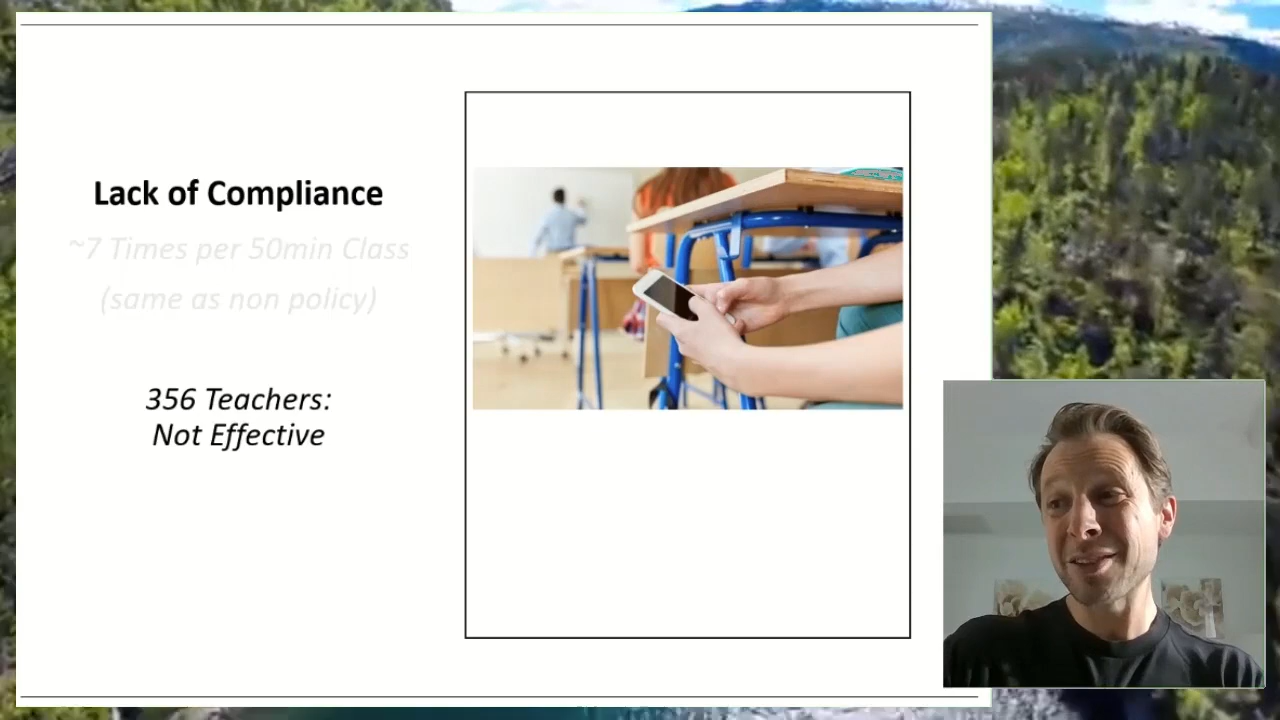 Lack of Compliance
~7 Times per 50min Class
(same as non policy)
356 Teachers:
Not Effective